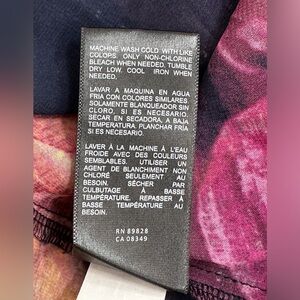 MACHINE WASH COLD WITH LIKE
COLOPS. ONLY NON-CHLORINE
BLEACH WHEN NEEDED. TUMBLE
DRY LOW. COOL IRON WHEN
NEEDED.
LAVAR A MAQUINA EN AGUA
FRIA CON COLORES SIMILARES.
SOLAMENTE BLANQUEADOR SIN
CLORO, SI ES NECESARIO.
SECAR EN SECADORA, A BAJA
TEMPERATURA PLANCHAR FRIA
SI ES NECESARIO.
LAVER À LA MACHINE À L'EAU
FROIDE AVEC DES COULEURS
SEMBLABLES. UTILISER UN
AGENT DE BLANCHIMENT NON
CHLORÉ SEULEMENT AU
BESOIN. SÉCHER PAR
CULBUTAGE À BASSE
TEMPÉRATURE. REPASSER À
BASSE TEMPÉRATURE AU
BESOIN.
RN 89828
CA 08349